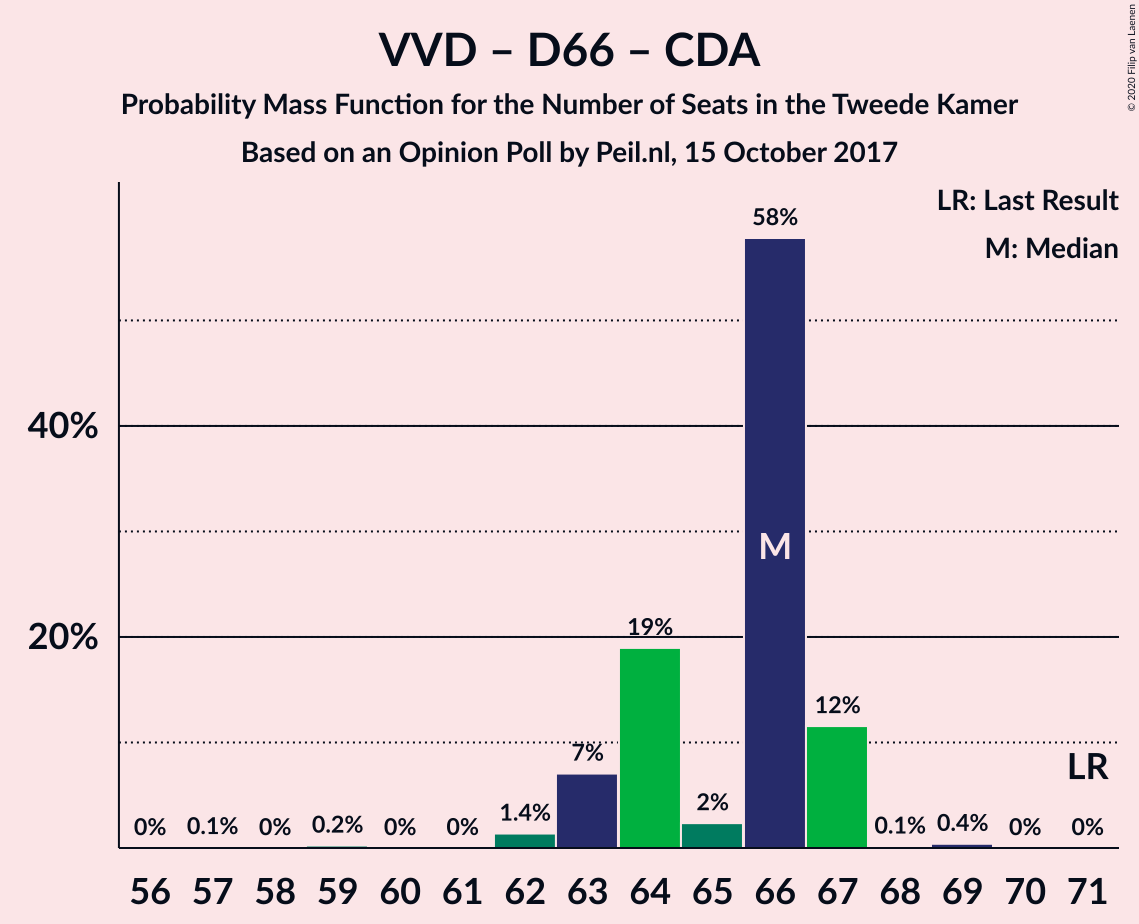 VVD – D66 – CDA
Probability Mass Function for the Number of Seats in the Tweede Kamer
Based on an Opinion Poll by Peil.nl, 15 October 2017
© 2020 Filip van Laenen
LR: Last Result
M: Median
58%
40%
M
20%
19%
12%
7%
LR
0% 0.1% 0% 0.2% 0% 0% 1.4% 2% 0.1% 0.4% 0% 0%
56 57 58 59 60 61 62 63 64 65 66 67 68 69 70 71